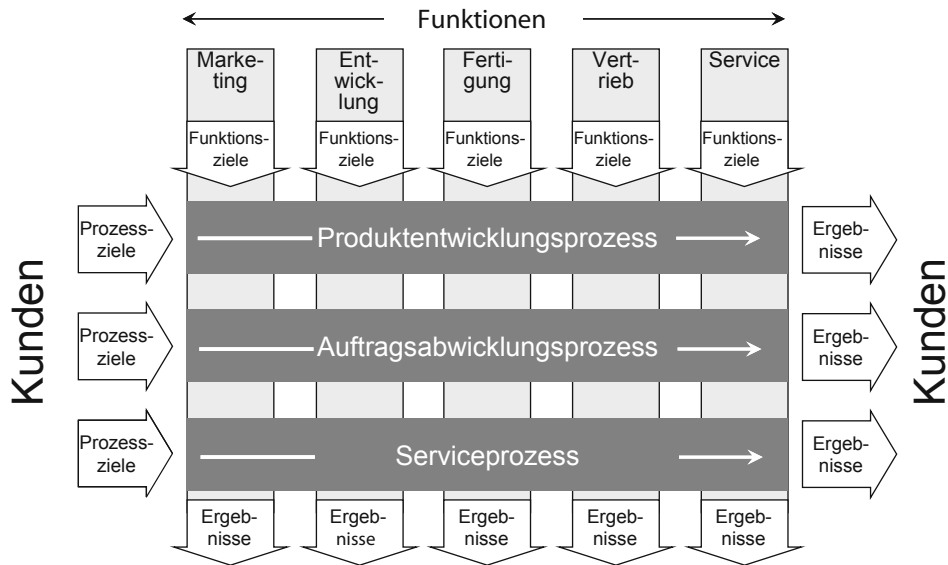 Funktionen
Marke-
ting
Ent-
wick-
lung
Ferti-
gung
Vert-
rieb
Service
Funktions-
ziele
Funktions-
ziele
Funktions-
ziele
Funktions-
ziele
Funktions-
ziele
Kunden
Prozess-
ziele
Produktentwicklungsprozess
Ergeb-
nisse
Prozess-
ziele
Auftragsabwicklungsprozess
Ergeb-
nisse
Prozess-
ziele
Serviceprozess
Ergeb-
nisse
Kunden
Ergeb-
nisse
Ergeb-
nisse
Ergeb-
nisse
Ergeb-
nisse
Ergeb-
nisse